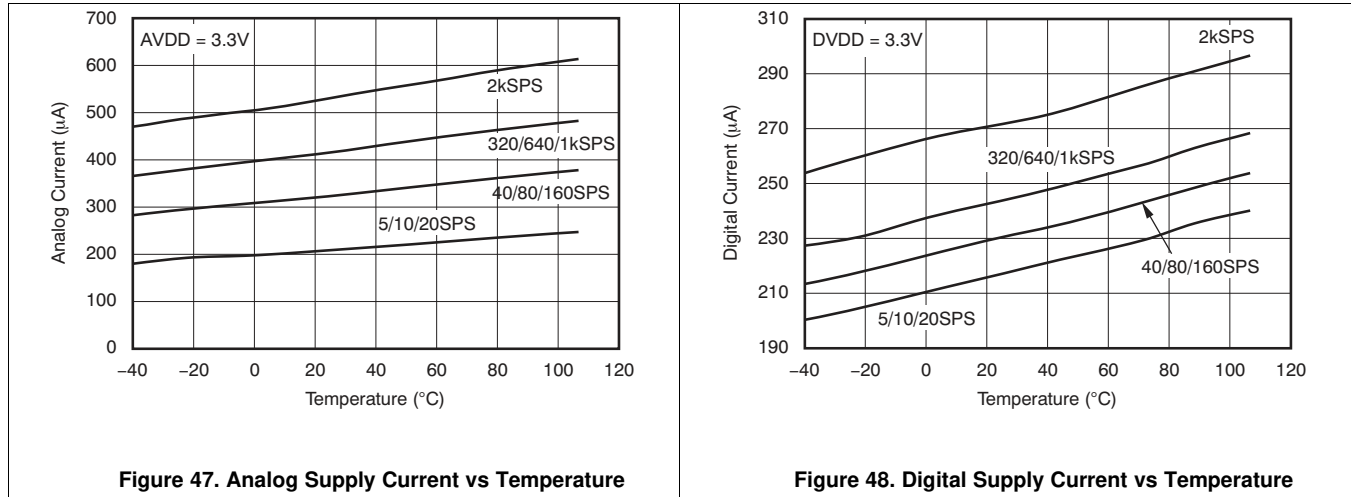 700
600
500
400
300
200
100
0
Analog Current (μA)
AVDD = 3.3V
2kSPS
320/640/1kSPS
40/80/160SPS
5/10/20SPS
−40 −20 0 20 40 60 80 100 120
Temperature (°C)
Figure 47. Analog Supply Current vs Temperature
310
290
270
250
230
210
190
Digital Current (μA)
DVDD = 3.3V
2kSPS
320/640/1kSPS
40/80/160SPS
5/10/20SPS
−40 −20 0 20 40 60 80 100 120
Temperature (°C)
Figure 48. Digital Supply Current vs Temperature